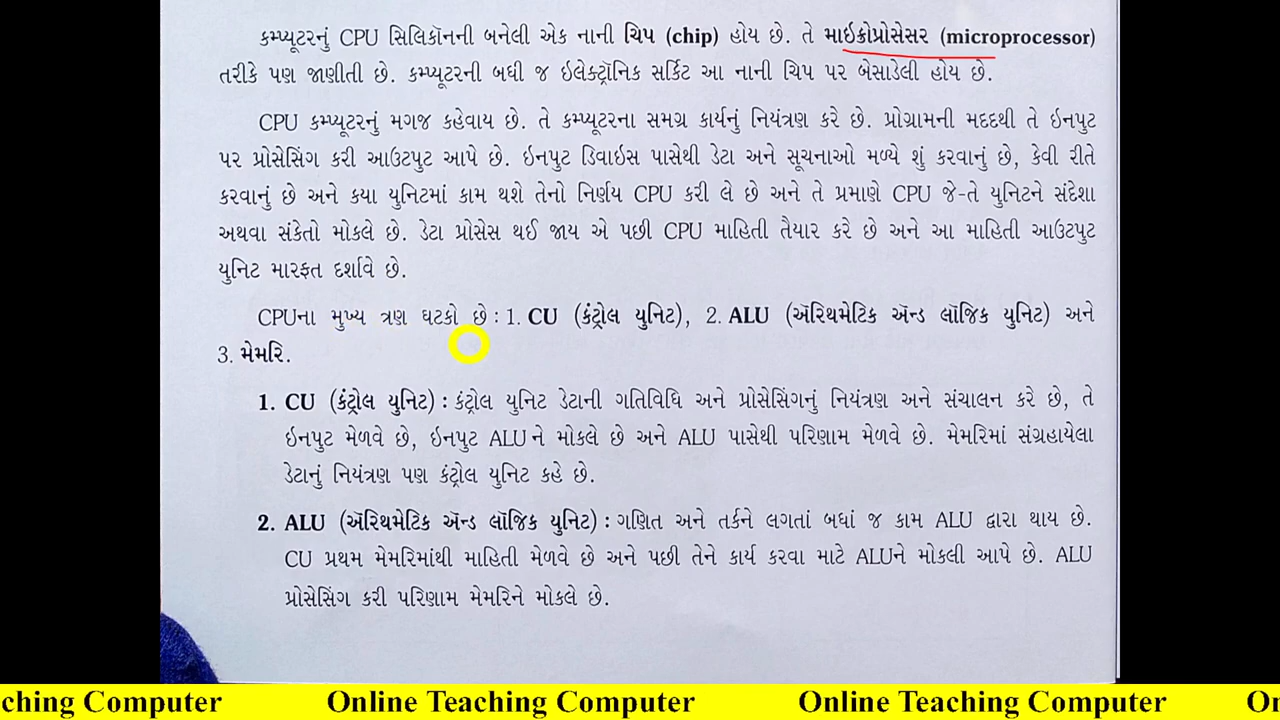 કમ્પ્યૂટરનું CPU સિલિકૉનની બનેલી એક નાની ચિપ (chip) હોય છે. તે માઇક્રોપ્રોસેસર (microprocessor)
તરીકે પણ જાણીતી છે. કમ્પ્યૂટરની બધી જ ઇલેક્ટ્રૉનિક સર્કિટ આ નાની ચિપ પર બેસાડેલી હોય છે.
CPU કમ્પ્યૂટરનું મગજ કહેવાય છે. તે કમ્પ્યૂટરના સમગ્ર કાર્યનું નિયંત્રણ કરે છે. પ્રોગ્રામની મદદથી તે ઇનપુટ
પર પ્રોસેસિંગ કરી આઉટપુટ આપે છે. ઇનપુટ ડિવાઇસ પાસેથી ડેટા અને સૂચનાઓ મળ્યે શું કરવાનું છે, કેવી રીતે
કરવાનું છે અને કયા યુનિટમાં કામ થશે તેનો નિર્ણય CPU કરી લે છે અને તે પ્રમાણે CPU જે-તે યુનિટને સંદેશા
અથવા સંકેતો મોકલે છે. ડેટા પ્રોસેસ થઈ જાય એ પછી CPU માહિતી તૈયાર કરે છે અને આ માહિતી આઉટપુટ
યુનિટ મારફત દર્શાવે છે.
CPUના મુખ્ય ત્રણ ઘટકો છે : 1. CU (કંટ્રોલ યુનિટ), 2. ALU (ઍરિથમેટિક ઍન્ડ લૉજિક યુનિટ) અને
3. મેમરિ.
1. CU (કંટ્રોલ યુનિટ) : કંટ્રોલ યુનિટ ડેટાની ગતિવિધિ અને પ્રોસેસિંગનું નિયંત્રણ અને સંચાલન કરે છે, તે
ઇનપુટ મેળવે છે, ઇનપુટ ALUને મોકલે છે અને ALU પાસેથી પરિણામ મેળવે છે. મેમરિમાં સંગ્રહાયેલા
ડેટાનું નિયંત્રણ પણ કંટ્રોલ યુનિટ કહે છે.
2. ALU (ઍરિથમેટિક ઍન્ડ લૉજિક યુનિટ) : ગણિત અને તર્કને લગતાં બધાં જ કામ ALU દ્વારા થાય છે.
CU પ્રથમ મેમરિમાંથી માહિતી મેળવે છે અને પછી તેને કાર્ય કરવા માટે ALUને મોકલી આપે છે. ALU
પ્રોસેસિંગ કરી પરિણામ મેમરિને મોકલે છે.
ching Computer Online Teaching Computer Online Teaching Computer On